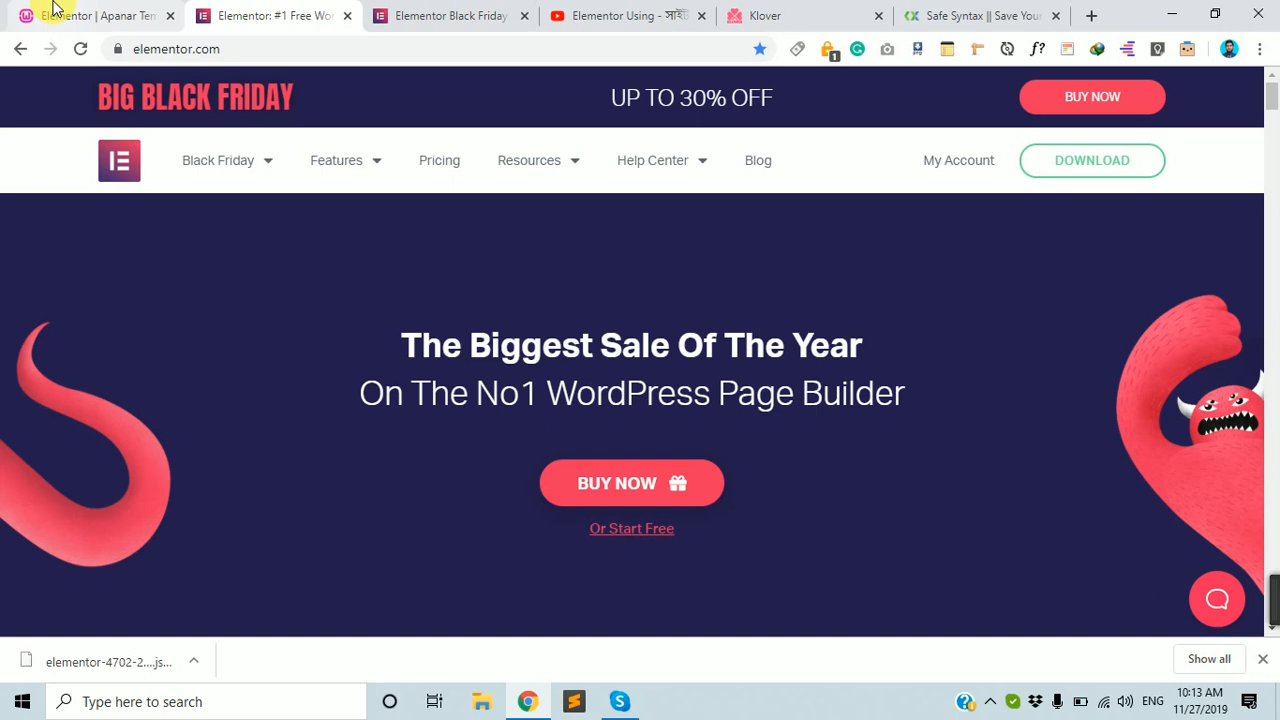 Elementor | Apanar Tem
Elementor: #1 Free Wo
Elementor Black Friday
Elementor Using -
Klover
Safe Syntax || Save Your
elementor.com
1
f?
BIG BLACK FRIDAY
UP TO 30% OFF
BUY NOW
Black Friday
Features
Pricing
Resources
Help Center
Blog
My Account
DOWNLOAD
The Biggest Sale Of The Year
On The No1 WordPress Page Builder
BUY NOW
Or Start Free
elementor-4702-2....js...
Show all
Type here to search
ENG
10:13 AM
11/27/2019